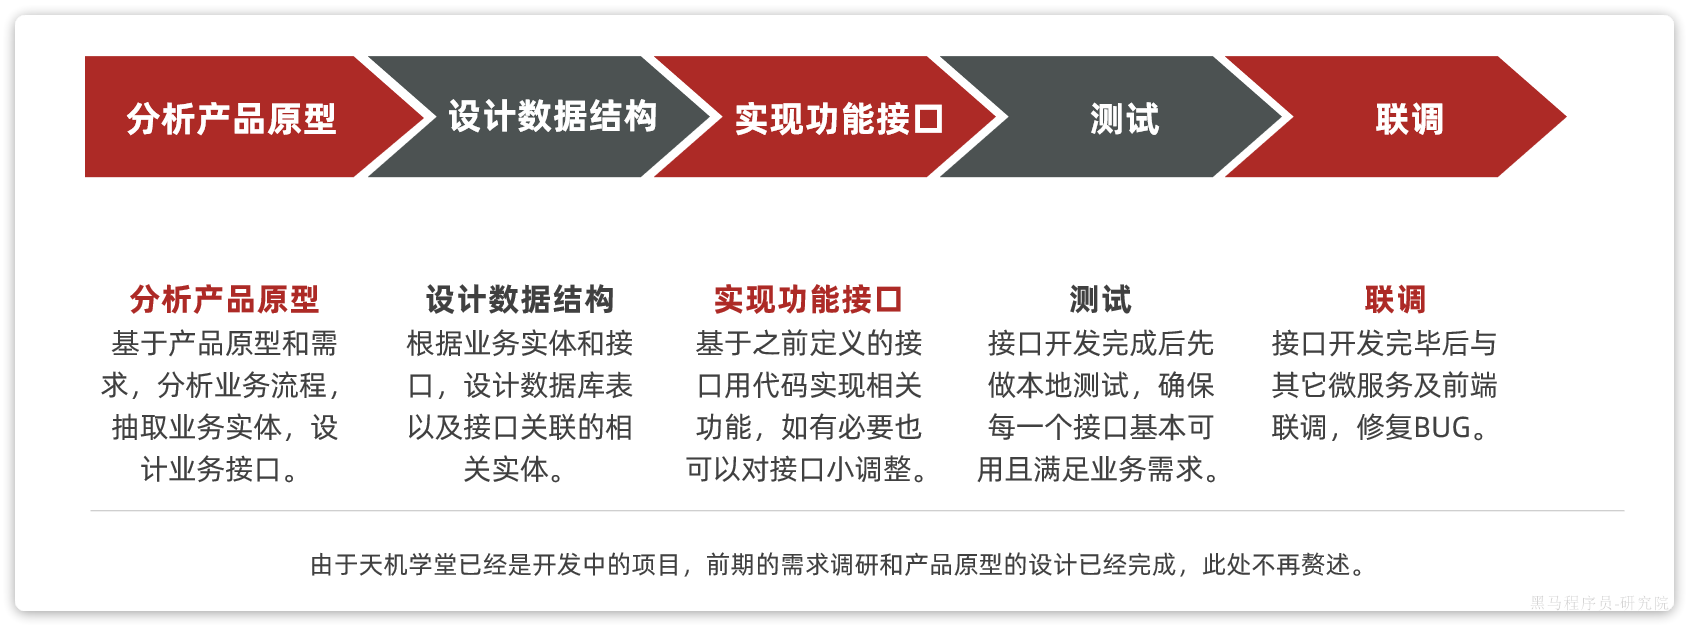 分析产品原型
设计数据结构
实现功能接口
测试
联调
分析产品原型
基于产品原型和需
求，分析业务流程，
抽取业务实体，设
计业务接口。
设计数据结构
根据业务实体和接
口，设计数据库表
以及接口关联的相
关实体。
实现功能接口
基于之前定义的接
口用代码实现相关
功能，如有必要也
可以对接口小调整。
测试
接口开发完成后先
做本地测试，确保
每一个接口基本可
用且满足业务需求。
联调
接口开发完毕后与
其它微服务及前端
联调，修复BUG。
由于天机学堂已经是开发中的项目，前期的需求调研和产品原型的设计已经完成，此处不再赘述。
黑马程序员-研究院